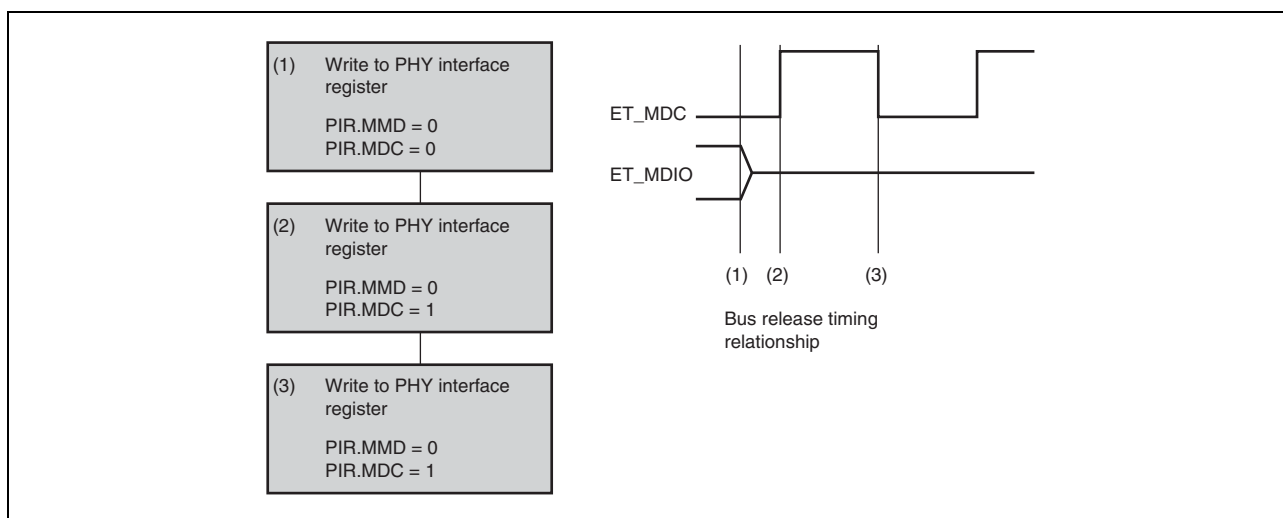 (1) Write to PHY interface
register
PIR.MMD = 0
PIR.MDC = 0
(2) Write to PHY interface
register
PIR.MMD = 0
PIR.MDC = 1
(3) Write to PHY interface
register
PIR.MMD = 0
PIR.MDC = 1
ET_MDC
ET_MDIO
(1) (2) (3)
Bus release timing
relationship